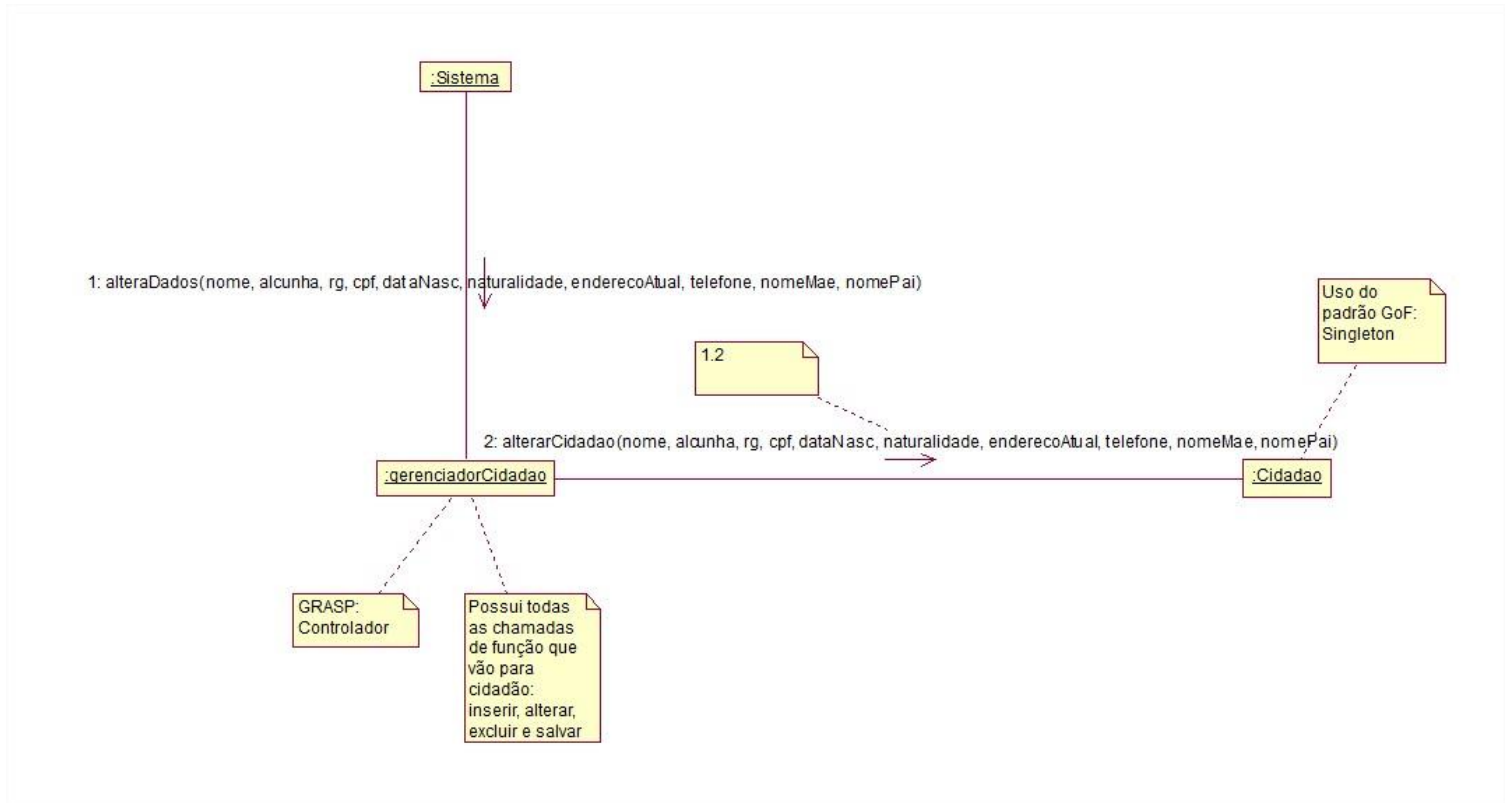 :Sistema
1: alteraDados(nome, alcunha, rg, cpf, dataNasc, naturalidade, enderecoAtual, telefone, nomeMae, nomePai)
Uso do
padrão GoF:
Singleton
1.2
2: alterarCidadao(nome, alcunha, rg, cpf, dataNasc, naturalidade, enderecoAtual, telefone, nomeMae, nomePai)
:gerenciadorCidadao
:Cidadao
GRASP:
Controlador
Possui todas
as chamadas
de função que
vão para
cidadão:
inserir, alterar,
excluir e salvar